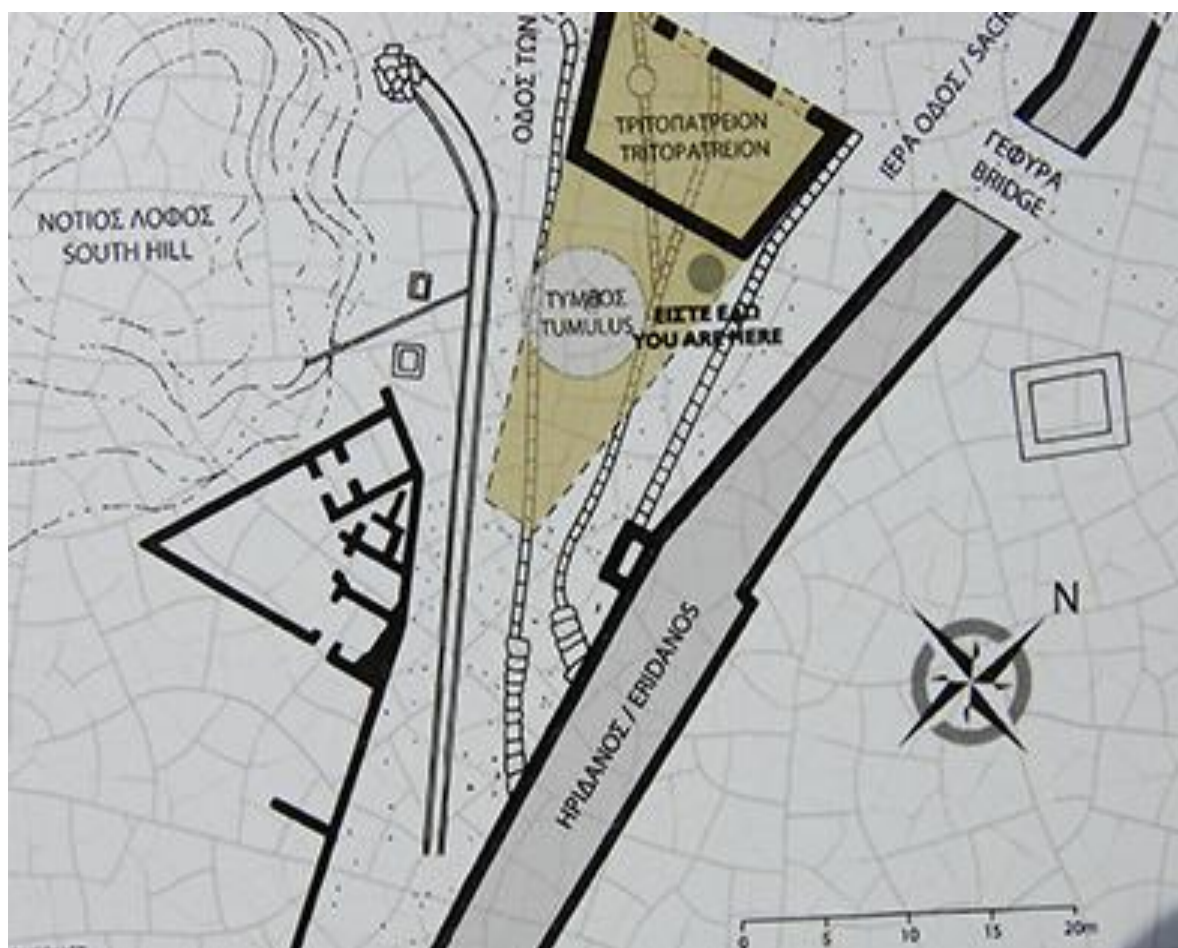 ΟΔΟΣ ΤΩΝ
ΤΡΙΤΟΠΑΤΡΕΙΟΝ
TRITOPATREION
ΙΕΡΑ ΟΔΟΣ /
ΓΕΦΥΡΑ
BRIDGE
ΝΟΤΙΟΣ ΛΟΦΟΣ
SOUTH HILL
ΤΥΜΒΟΣ
TUMULUS
ΕΙΣΤΕ ΕΔΩ
YOU ARE HERE
ΗΡΙΔΑΝΟΣ / ERIDANOS
N
0 5 10 15 20m